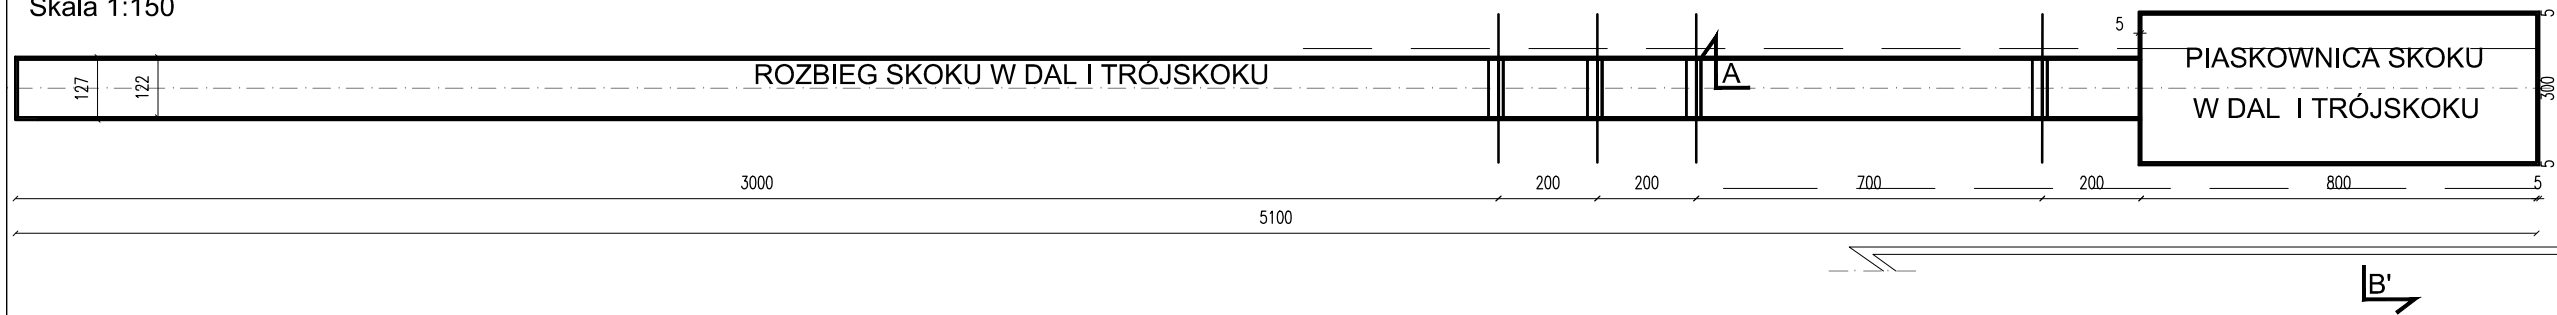 Skala 1:150
5
5
127
122
ROZBIEG SKOKU W DAL I TRÓJSKOKU
A
PIASKOWNICA SKOKU
W DAL I TRÓJSKOKU
300
5
3000
200
200
700
200
800
5
5100
B'